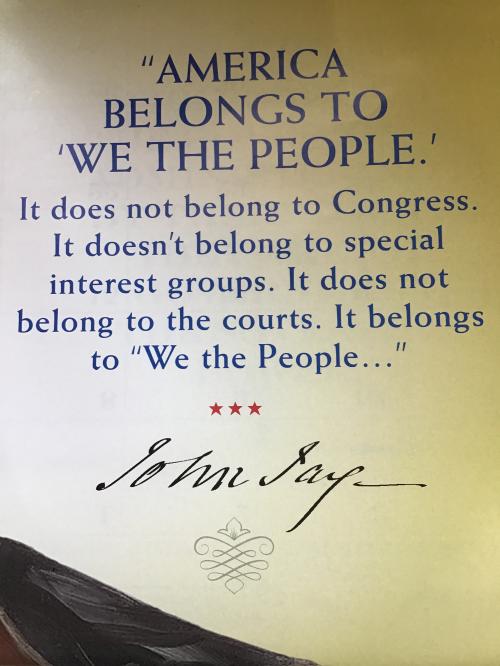 "AMERICA
BELONGS TO
'WE THE PEOPLE.'
It does not belong to Congress.
It doesn't belong to special
interest groups. It does not
belong to the courts. It belongs
to "We the People..."
John Jay